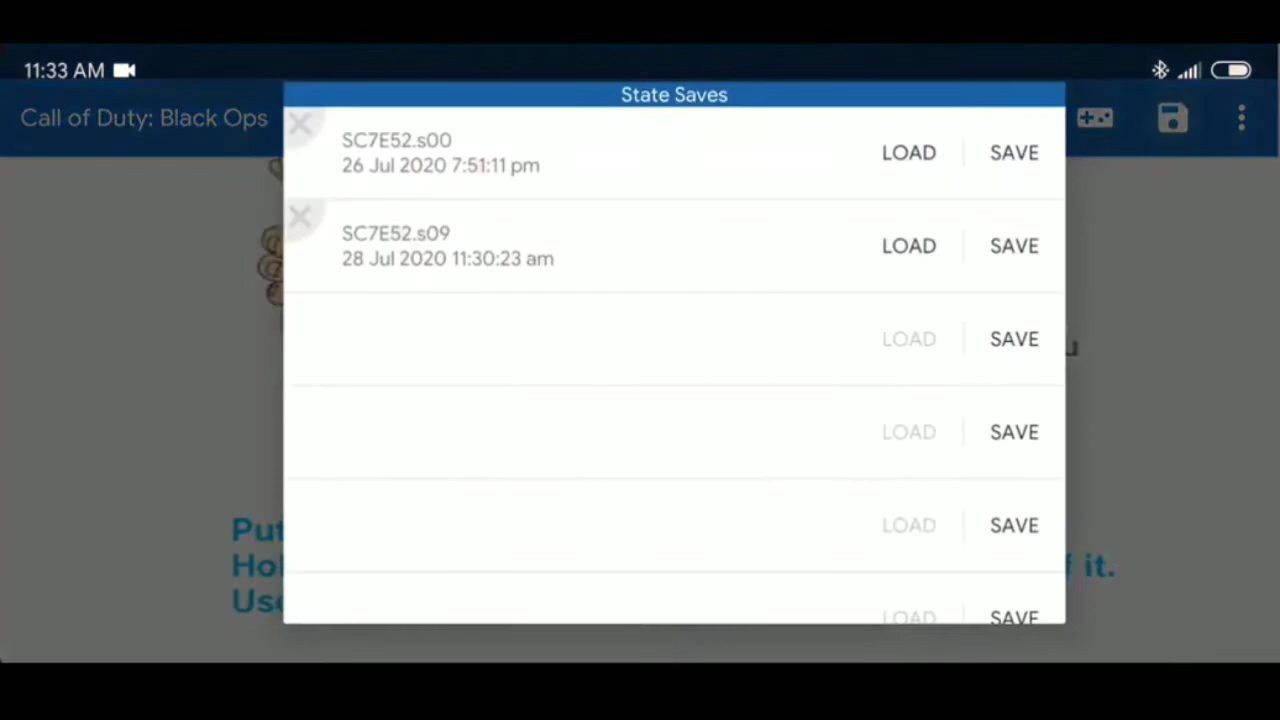 11:33 AM
Call of Duty: Black Ops
State Saves
SC7E52.s00
26 Jul 2020 7:51:11 pm
LOAD SAVE
SC7E52.s09
28 Jul 2020 11:30:23 am
LOAD SAVE
LOAD SAVE
LOAD SAVE
LOAD SAVE
LOAD SAVE
it.